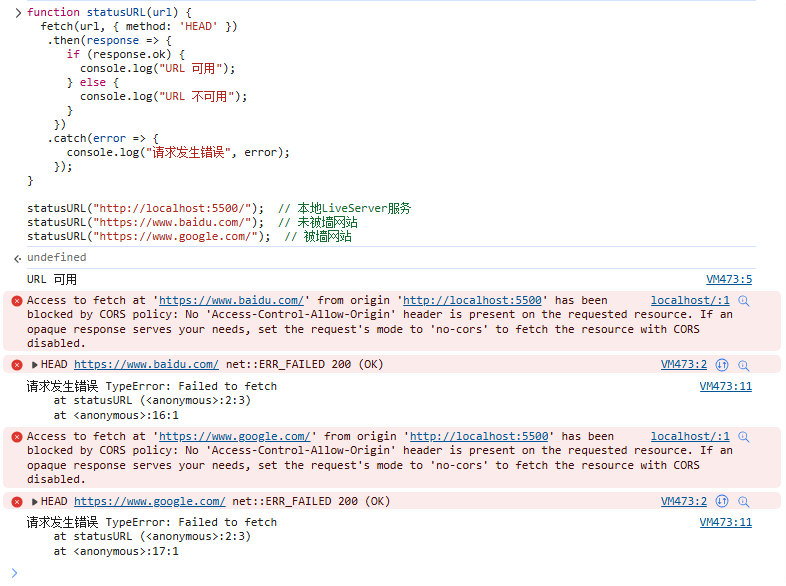 function statusURL(url) {
  fetch(url, { method: 'HEAD' })
   .then(response => {
      if (response.ok) {
        console.log("URL 可用");
      } else {
        console.log("URL 不可用");
      }
    })
   .catch(error => {
      console.log("请求发生错误", error);
    });
}

statusURL("http://localhost:5500/");  // 本地LiveServer服务
statusURL("https://www.baidu.com/");  // 未被墙网站
statusURL("https://www.google.com/");  // 被墙网站
undefined
URL 可用 VM473:5
Access to fetch at 'https://www.baidu.com/' from origin 'http://localhost:5500' has been localhost/:1
blocked by CORS policy: No 'Access-Control-Allow-Origin' header is present on the requested resource. If an
opaque response serves your needs, set the request's mode to 'no-cors' to fetch the resource with CORS
disabled.
HEAD https://www.baidu.com/ net::ERR_FAILED 200 (OK) VM473:2
请求发生错误 TypeError: Failed to fetch VM473:11
    at statusURL (<anonymous>:2:3)
    at <anonymous>:16:1
Access to fetch at 'https://www.google.com/' from origin 'http://localhost:5500' has been localhost/:1
blocked by CORS policy: No 'Access-Control-Allow-Origin' header is present on the requested resource. If an
opaque response serves your needs, set the request's mode to 'no-cors' to fetch the resource with CORS
disabled.
HEAD https://www.google.com/ net::ERR_FAILED 200 (OK) VM473:2
请求发生错误 TypeError: Failed to fetch VM473:11
    at statusURL (<anonymous>:2:3)
    at <anonymous>:17:1